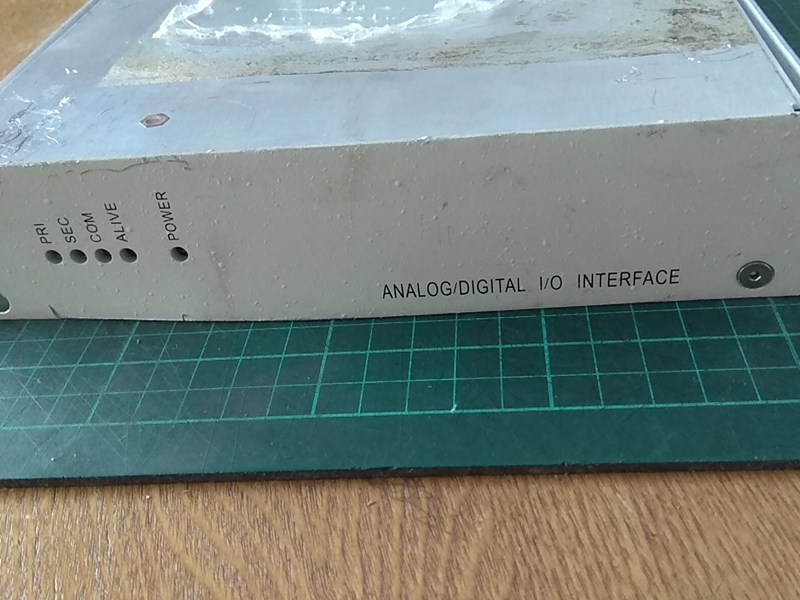 PRI
SEC
COM
ALIVE
POWER
ANALOG/DIGITAL I/O INTERFACE